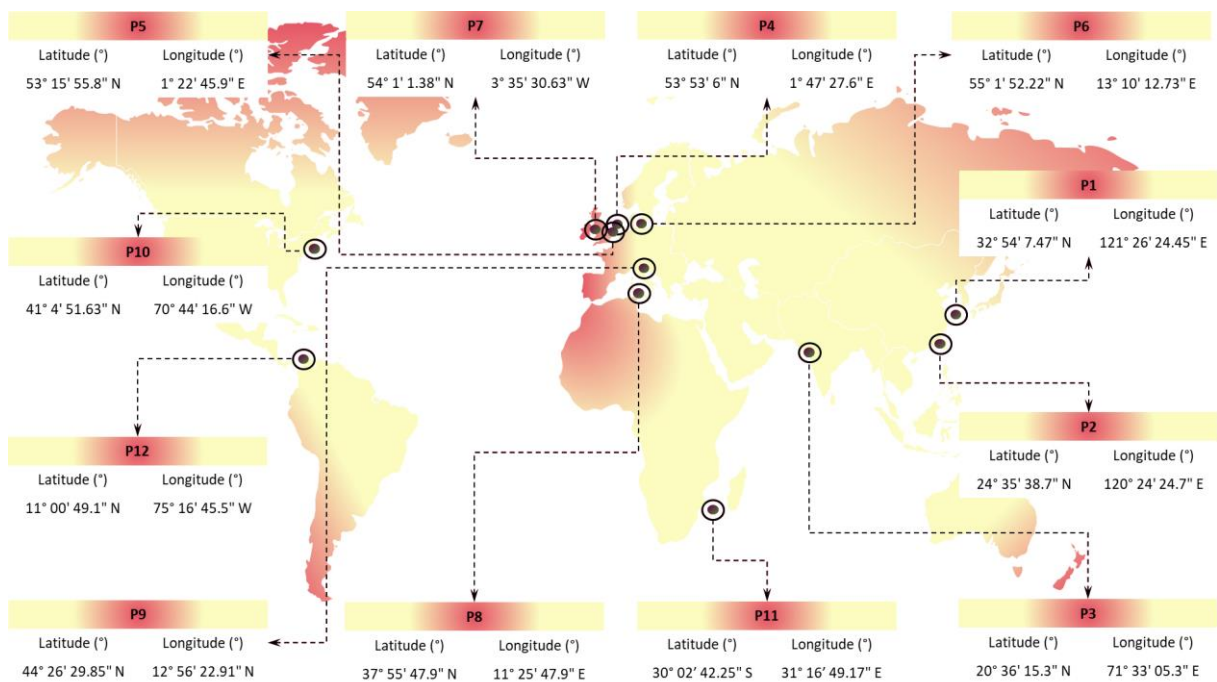 P5
Latitude (°) Longitude (°)
53° 15' 55.8" N 1° 22' 45.9" E
P7
Latitude (°) Longitude (°)
54° 1' 1.38" N 3° 35' 30.63" W
P4
Latitude (°) Longitude (°)
53° 53' 6" N 1° 47' 27.6" E
P6
Latitude (°) Longitude (°)
55° 1' 52.22" N 13° 10' 12.73" E
P1
Latitude (°) Longitude (°)
32° 54' 7.47" N 121° 26' 24.45" E
P10
Latitude (°) Longitude (°)
41° 4' 51.63" N 70° 44' 16.6" W
P2
Latitude (°) Longitude (°)
24° 35' 38.7" N 120° 24' 24.7" E
P12
Latitude (°) Longitude (°)
11° 00' 49.1" N 75° 16' 45.5" W
P9
Latitude (°) Longitude (°)
44° 26' 29.85" N 12° 56' 22.91" N
P8
Latitude (°) Longitude (°)
37° 55' 47.9" N 11° 25' 47.9" E
P11
Latitude (°) Longitude (°)
30° 02' 42.25" S 31° 16' 49.17" E
P3
Latitude (°) Longitude (°)
20° 36' 15.3" N 71° 33' 05.3" E